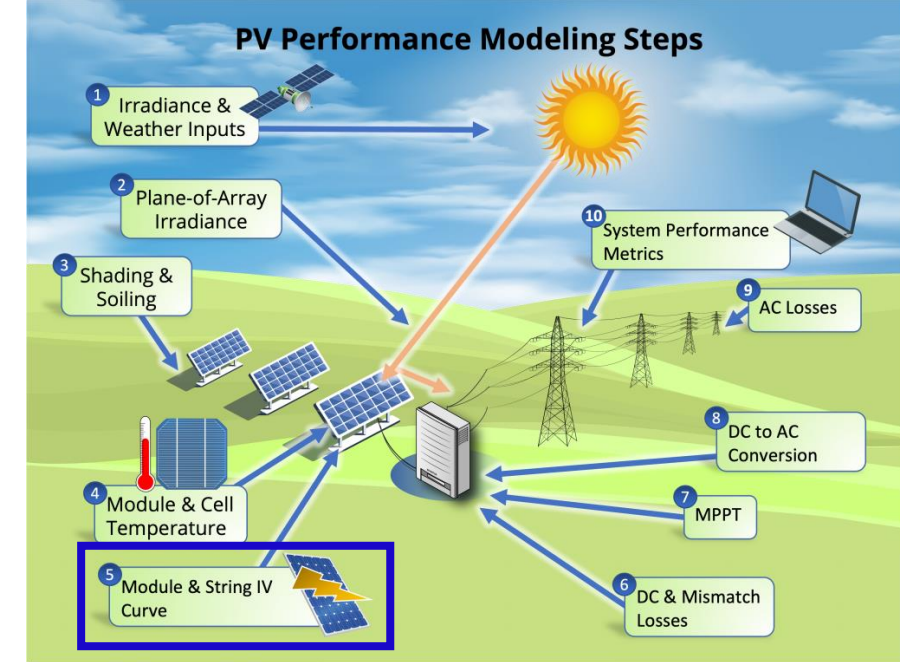 PV Performance Modeling Steps
1
Irradiance &
Weather Inputs
2
Plane-of-Array
Irradiance
3
Shading &
Soiling
4
Module & Cell
Temperature
5
Module & String IV
Curve
6
DC & Mismatch
Losses
7
MPPT
8
DC to AC
Conversion
9
AC Losses
10
System Performance
Metrics